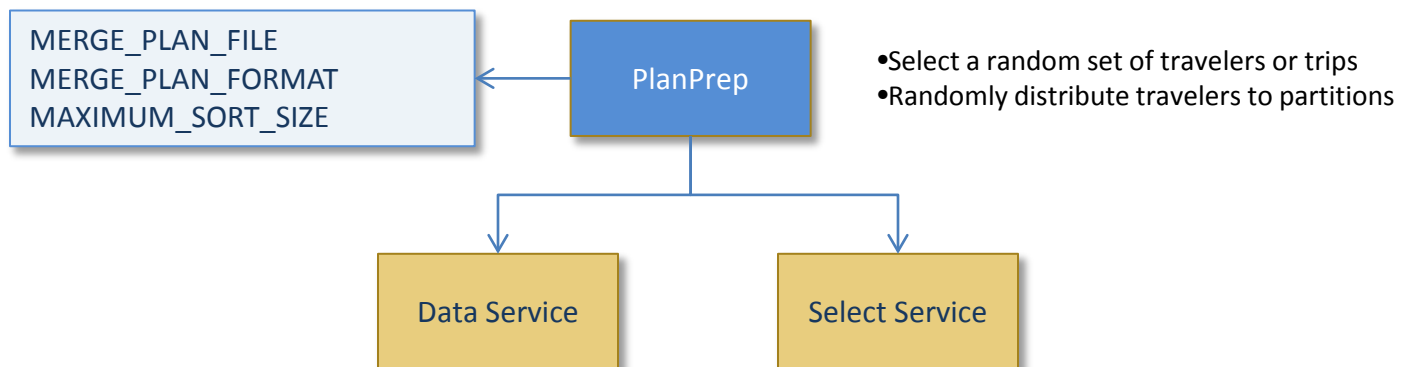 MERGE_PLAN_FILE
MERGE_PLAN_FORMAT
MAXIMUM_SORT_SIZE
PlanPrep
•Select a random set of travelers or trips
•Randomly distribute travelers to partitions
Data Service
Select Service